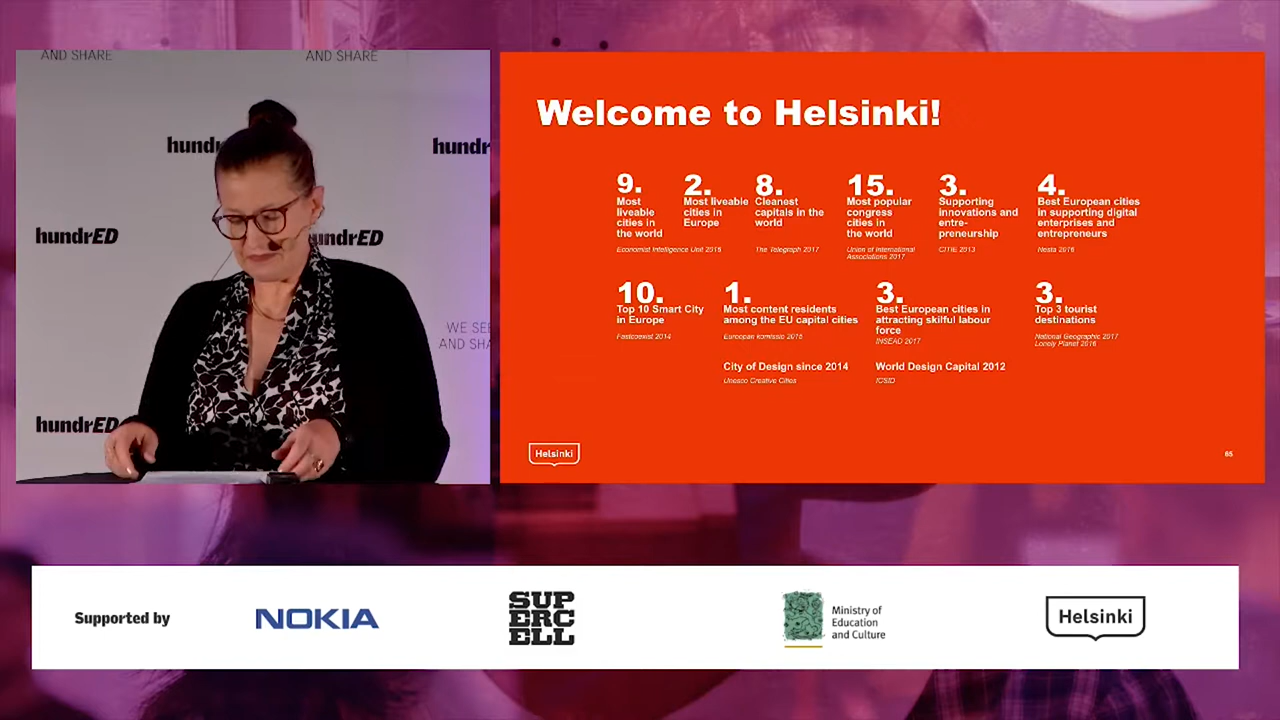 AND SHARE
AND SHARE
hundr
hundr
hundrED
undrED
WE SEE
AND SHA
hundrED
Welcome to Helsinki!
9.
Most
liveable
cities in
the world
Economist Intelligence Unit 2016
2.
Most liveable
cities in
Europe
8.
Cleanest
capitals in the
world
The Telegraph 2017
15.
Most popular
congress
cities in
the world
Union of International
Associations 2017
3.
Supporting
innovations and
entre-
preneurship
CITIE 2013
4.
Best European cities
in supporting digital
enterprises and
entrepreneurs
Nesta 2016
10.
Top 10 Smart City
in Europe
Fastcoexist 2014
1.
Most content residents
among the EU capital cities
European komissio 2015
3.
Best European cities in
attracting skilful labour
force
INSEAD 2017
3.
Top 3 tourist
destinations
National Geographic 2017
Lonely Planet 2016
City of Design since 2014
Unesco Creative Cities
World Design Capital 2012
ICSID
Helsinki
65
Supported by
NOKIA
SUP
ERC
ELL
Ministry of
Education
and Culture
Helsinki